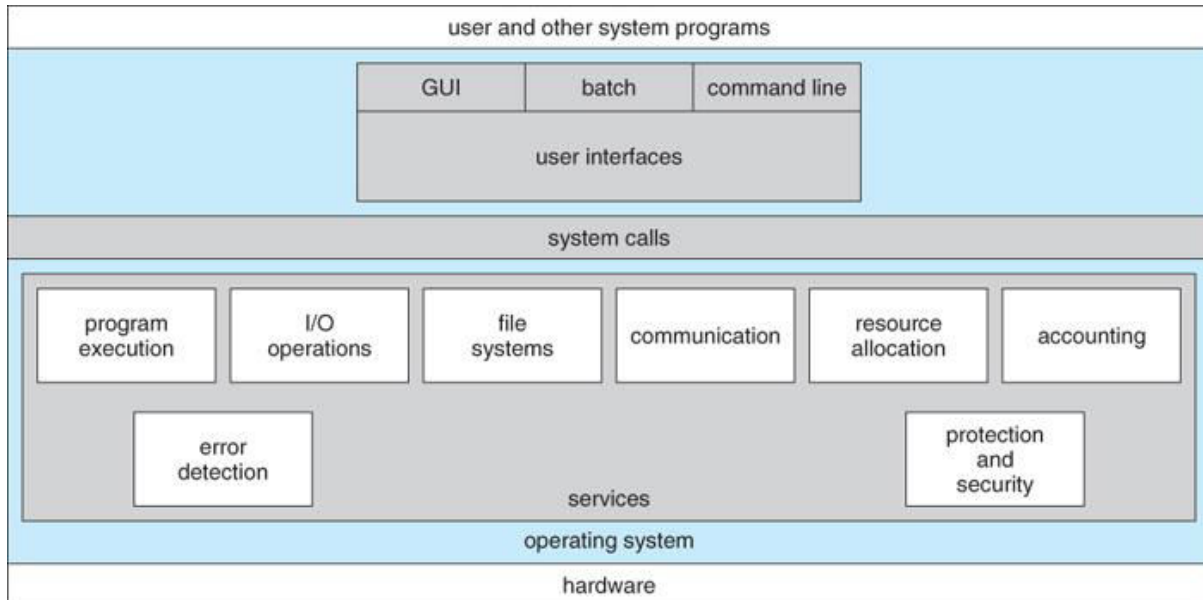 user and other system programs
GUI
batch
command line
user interfaces
system calls
program
execution
I/O
operations
file
systems
communication
resource
allocation
accounting
error
detection
protection
and
security
services
operating system
hardware